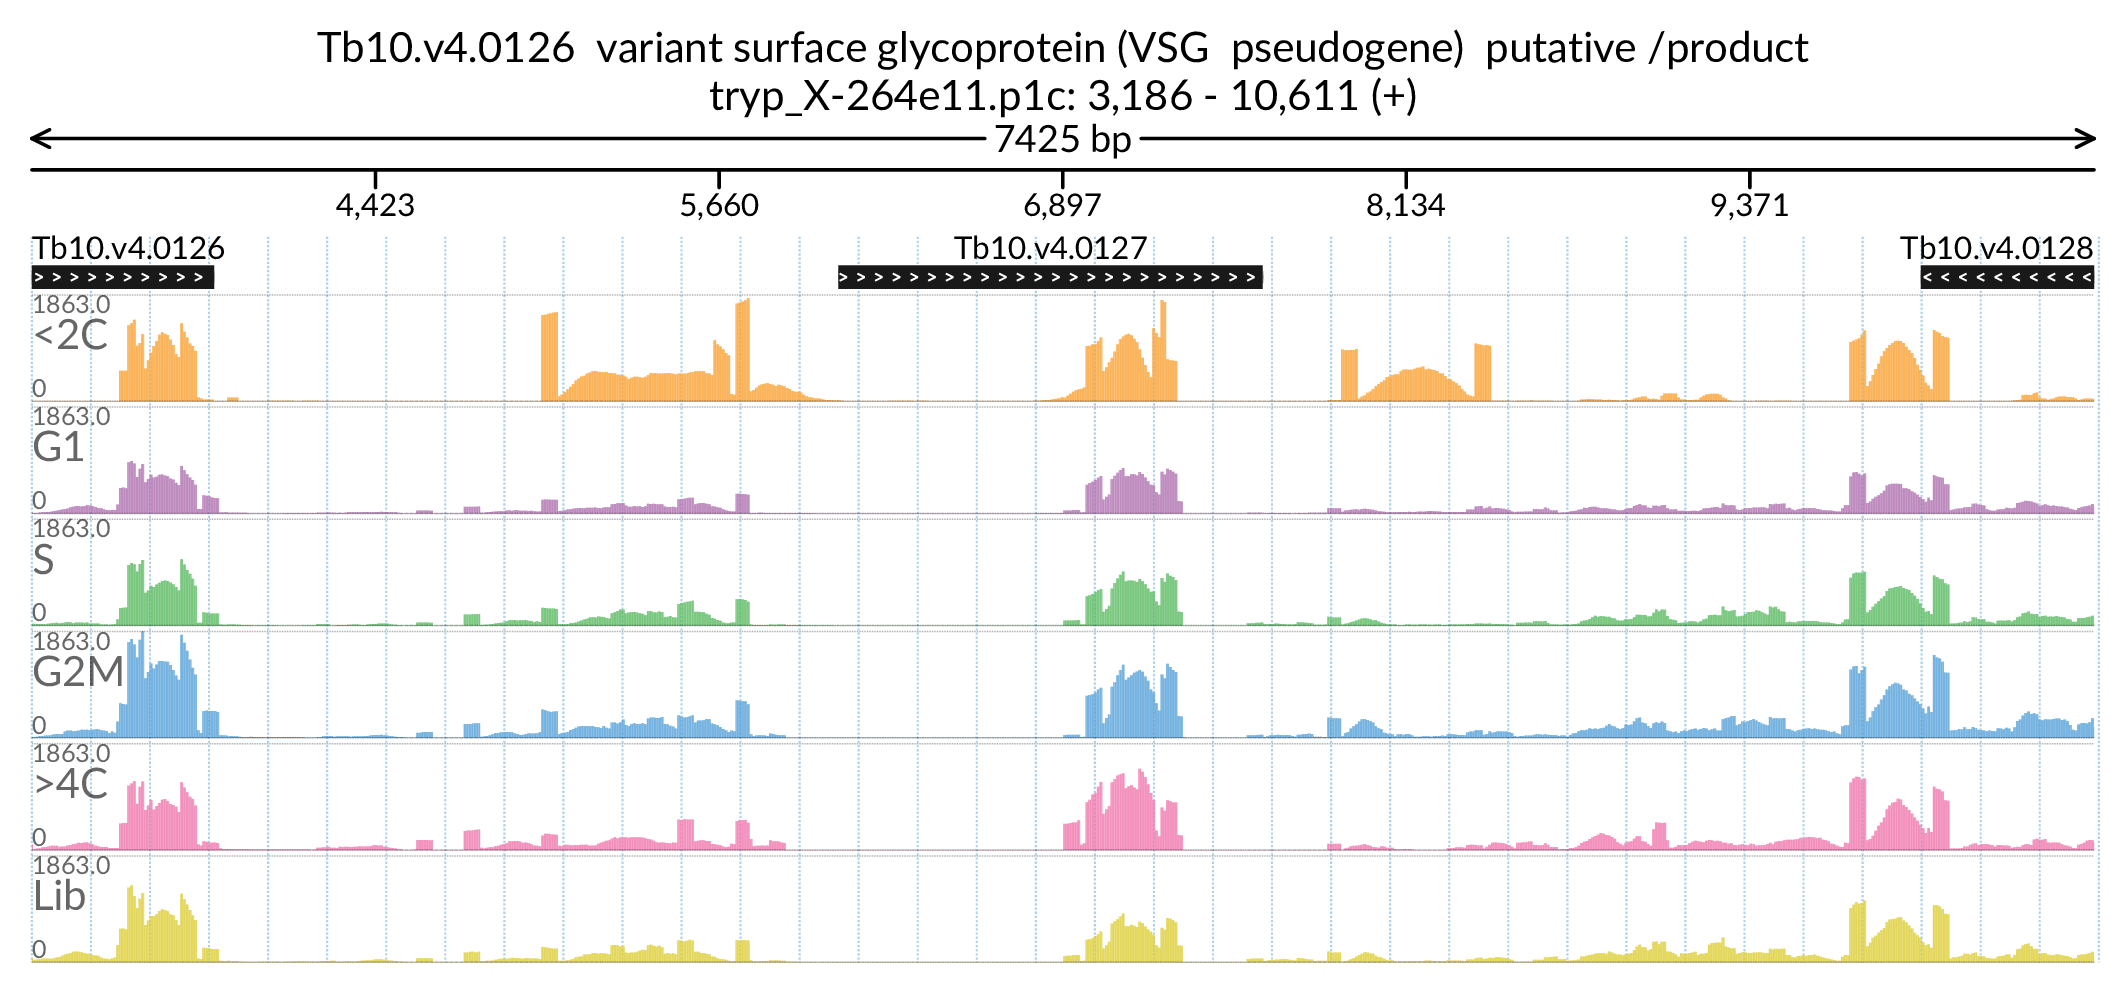 Tb10.v4.0126  variant surface glycoprotein (VSG  pseudogene)  putative /product
tryp_X-264e11.p1c: 3,186 - 10,611 (+)
7425 bp
4,423 5,660 6,897 8,134 9,371
Tb10.v4.0126 Tb10.v4.0127 Tb10.v4.0128
1863.0
<2C
0
1863.0
G1
0
1863.0
S
0
1863.0
G2M
0
1863.0
>4C
0
1863.0
Lib
0